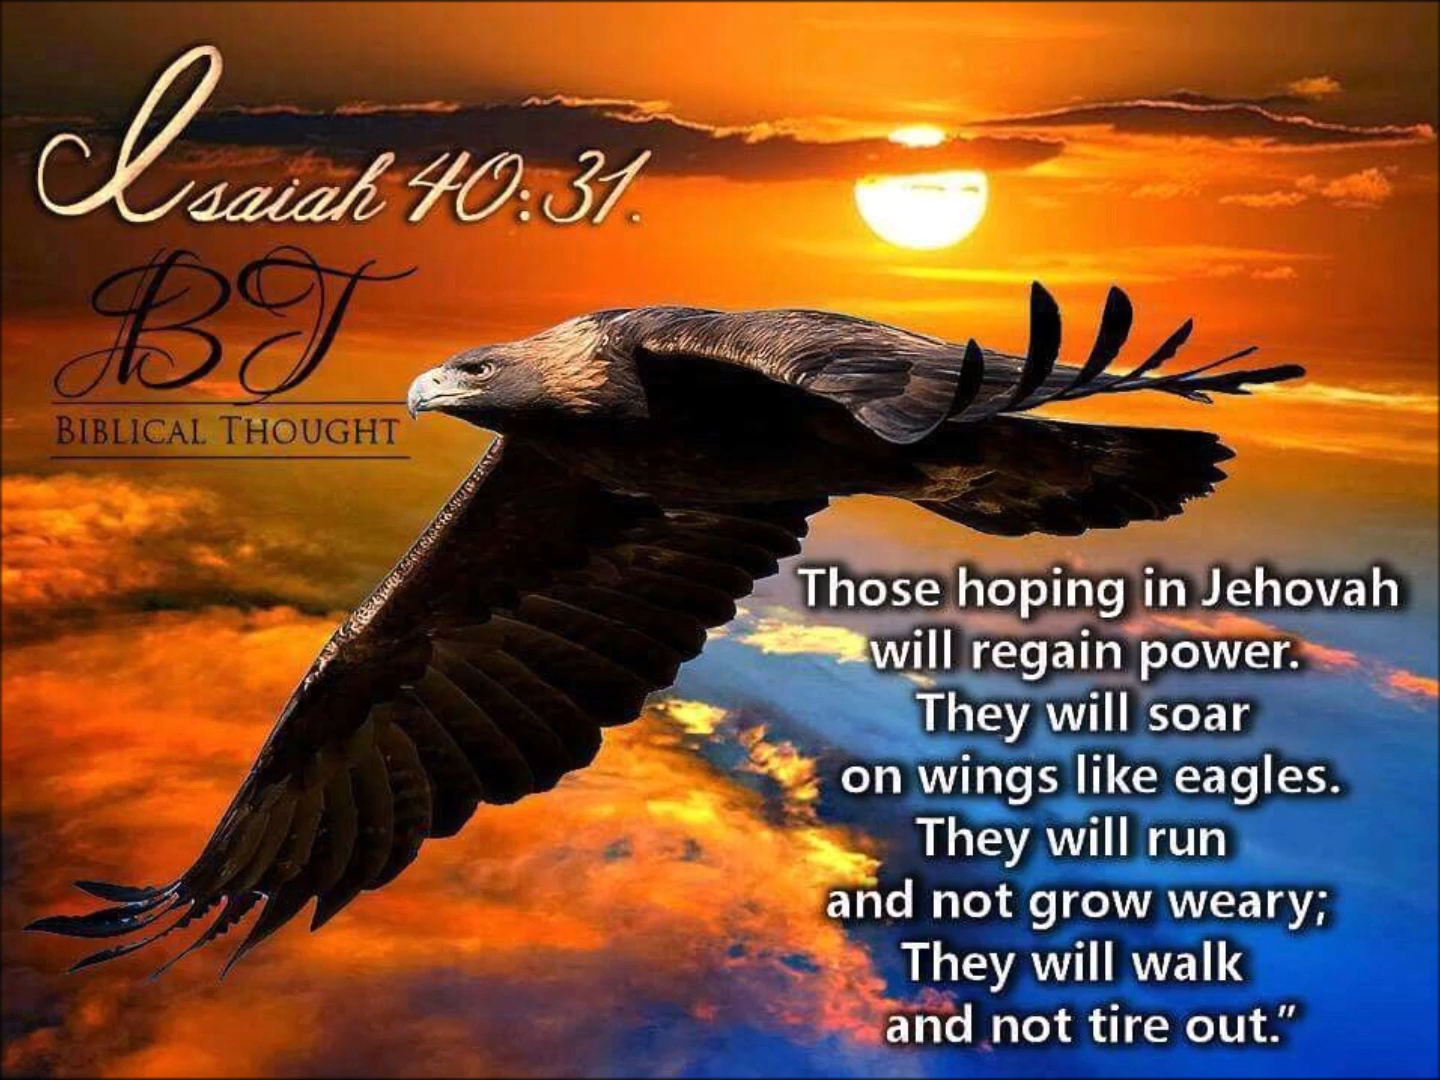 Isaiah 40:31.
BT
BIBLICAL THOUGHT
Those hoping in Jehovah
will regain power.
They will soar
on wings like eagles.
They will run
and not grow weary;
They will walk
and not tire out.”